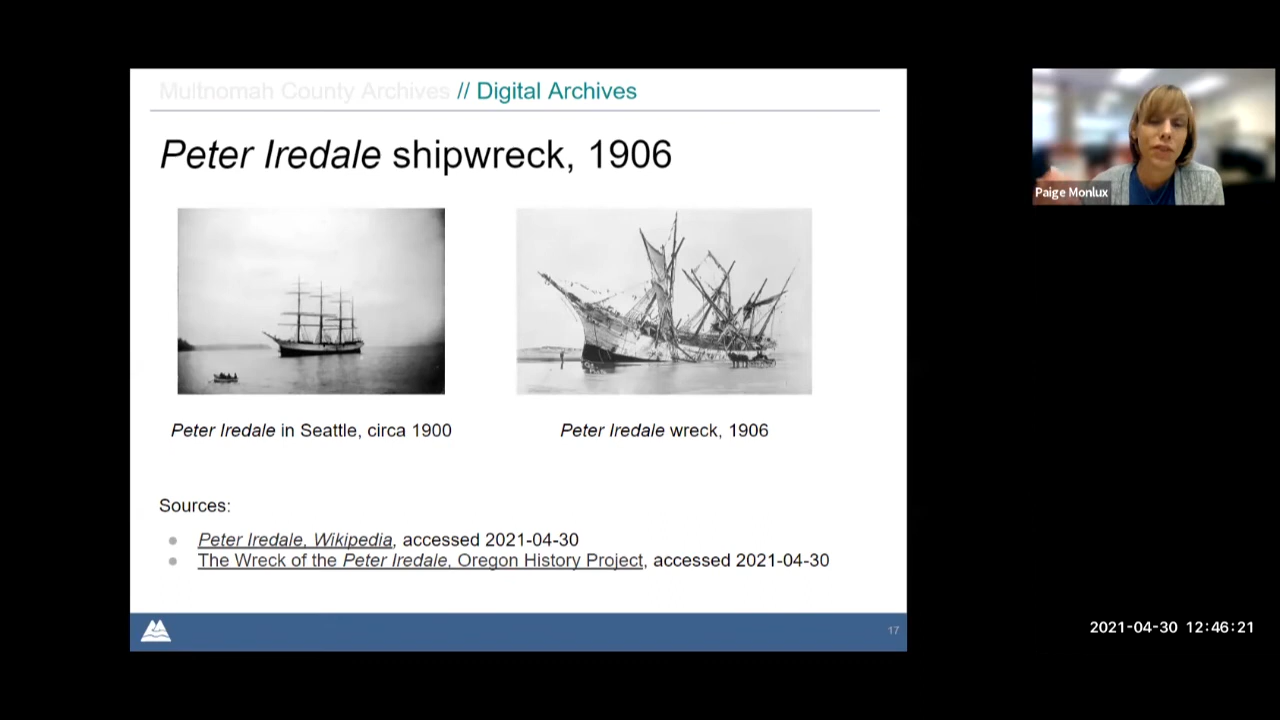 Multnomah County Archives // Digital Archives
Peter Iredale shipwreck, 1906
Paige Monlux
Peter Iredale in Seattle, circa 1900
Peter Iredale wreck, 1906
Sources:
Peter Iredale, Wikipedia, accessed 2021-04-30
The Wreck of the Peter Iredale, Oregon History Project, accessed 2021-04-30
17
2021-04-30 12:46:21